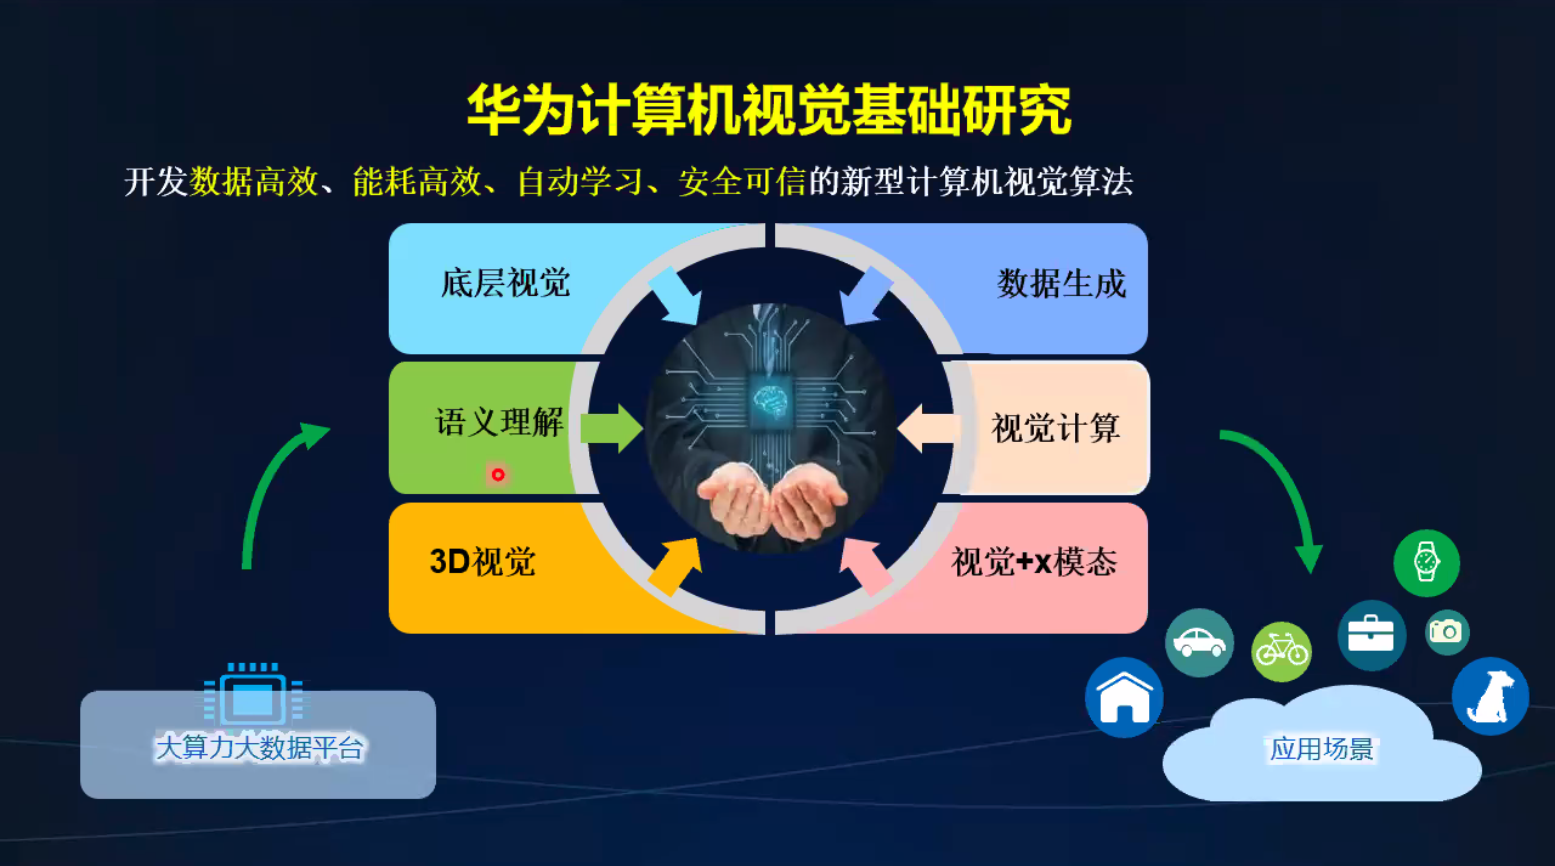 华为计算机视觉基础研究
开发数据高效、能耗高效、自动学习、安全可信的新型计算机视觉算法
底层视觉
数据生成
语义理解
视觉计算
3D视觉
视觉+x模态
大算力大数据平台
应用场景